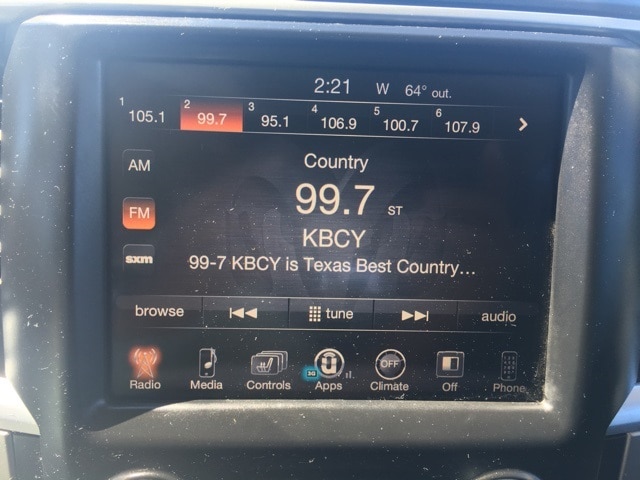 2:21 W 64° out.
1 105.1 2 99.7 3 95.1 4 106.9 5 100.7 6 107.9
AM
Country
99.7 ST
FM
KBCY
sxm
99-7 KBCY is Texas Best Country...
browse tune audio
3G OFF
Radio Media Controls Apps Climate Off Phone